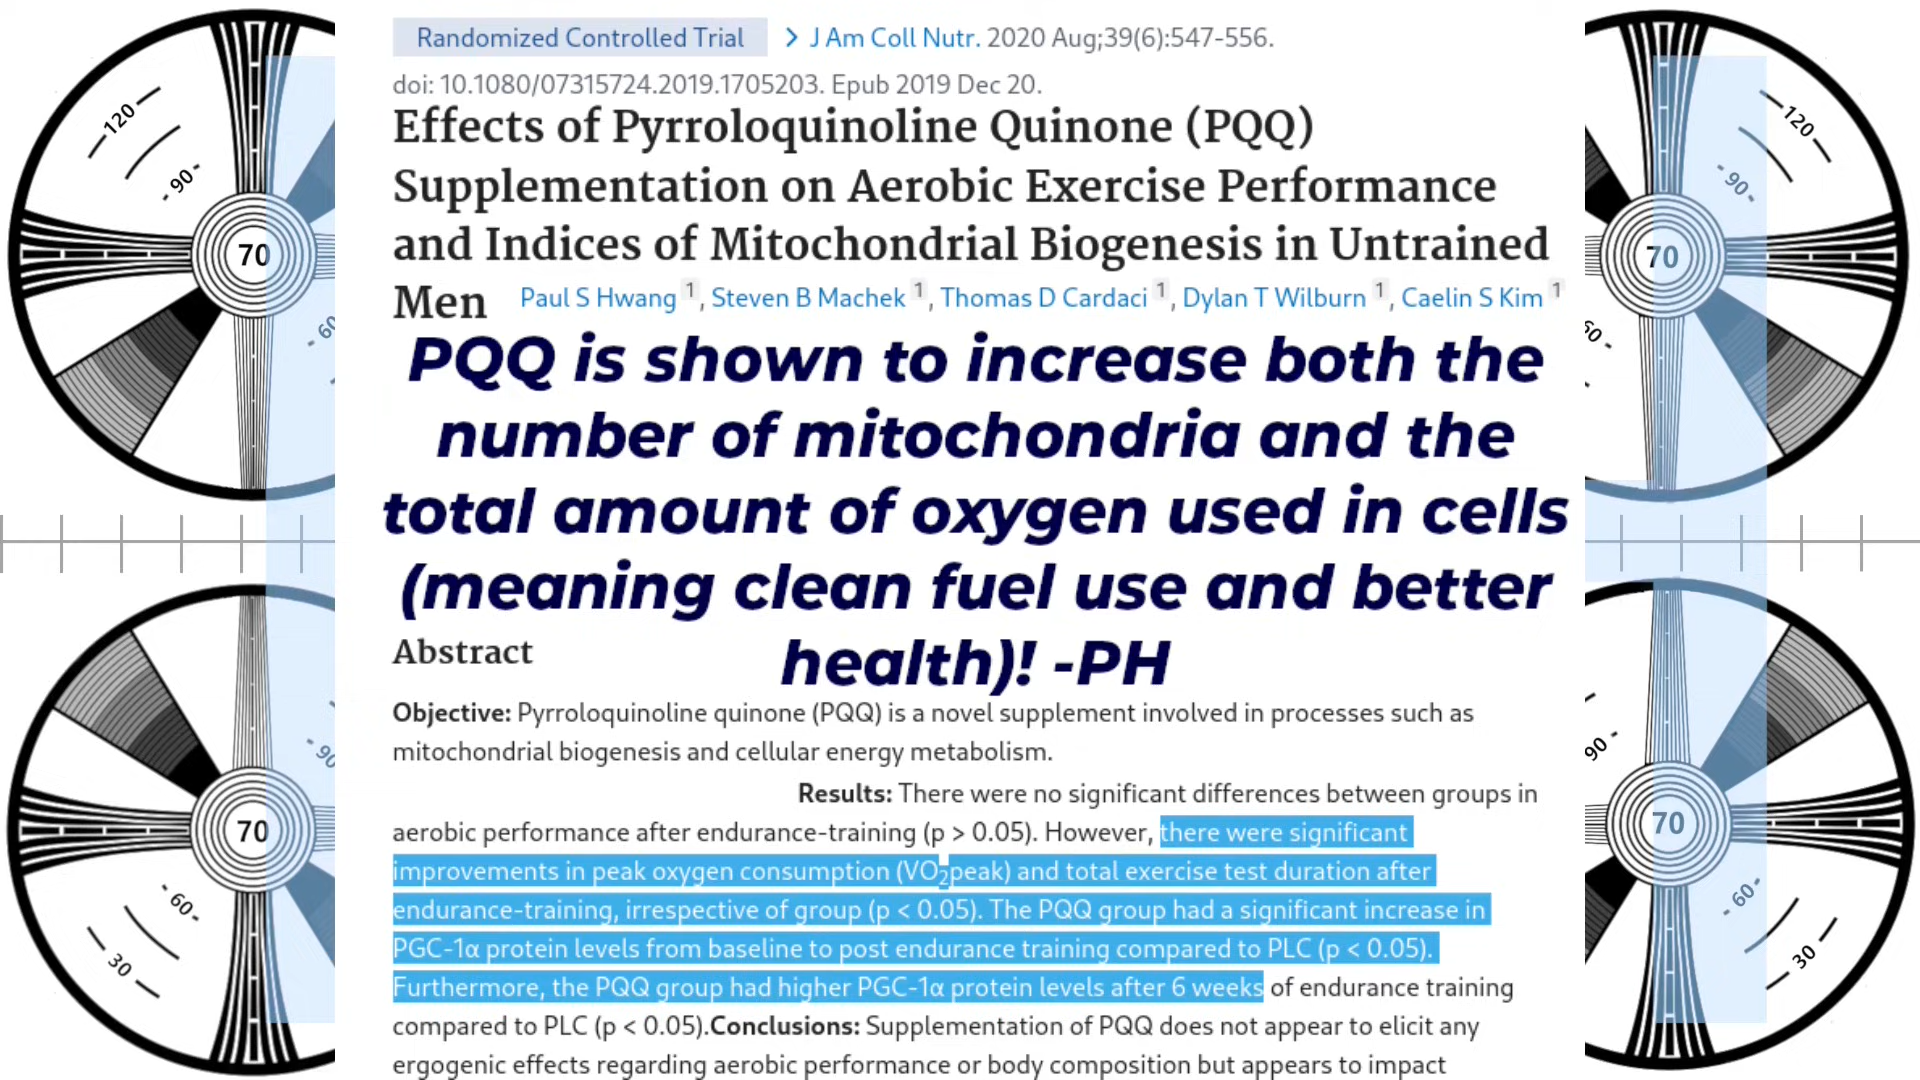 Randomized Controlled Trial > J Am Coll Nutr. 2020 Aug;39(6):547-556.
doi: 10.1080/07315724.2019.1705203. Epub 2019 Dec 20.
Effects of Pyrroloquinoline Quinone (PQQ)
Supplementation on Aerobic Exercise Performance
and Indices of Mitochondrial Biogenesis in Untrained
Men Paul S Hwang 1, Steven B Machek 1, Thomas D Cardaci 1, Dylan T Wilburn 1, Caelin S Kim 1
PQQ is shown to increase both the
number of mitochondria and the
total amount of oxygen used in cells
(meaning clean fuel use and better
health)! -PH
Abstract
Objective: Pyrroloquinoline quinone (PQQ) is a novel supplement involved in processes such as
mitochondrial biogenesis and cellular energy metabolism.
Results: There were no significant differences between groups in
aerobic performance after endurance-training (p > 0.05). However, there were significant
improvements in peak oxygen consumption (VO2peak) and total exercise test duration after
endurance-training, irrespective of group (p < 0.05). The PQQ group had a significant increase in
PGC-1α protein levels from baseline to post endurance training compared to PLC (p < 0.05).
Furthermore, the PQQ group had higher PGC-1α protein levels after 6 weeks of endurance training
compared to PLC (p < 0.05).Conclusions: Supplementation of PQQ does not appear to elicit any
ergogenic effects regarding aerobic performance or body composition but appears to impact
120
-90-
70
-60
120
-90-
70
60-
-90
70
-60-
30
90-
70
-60-
30